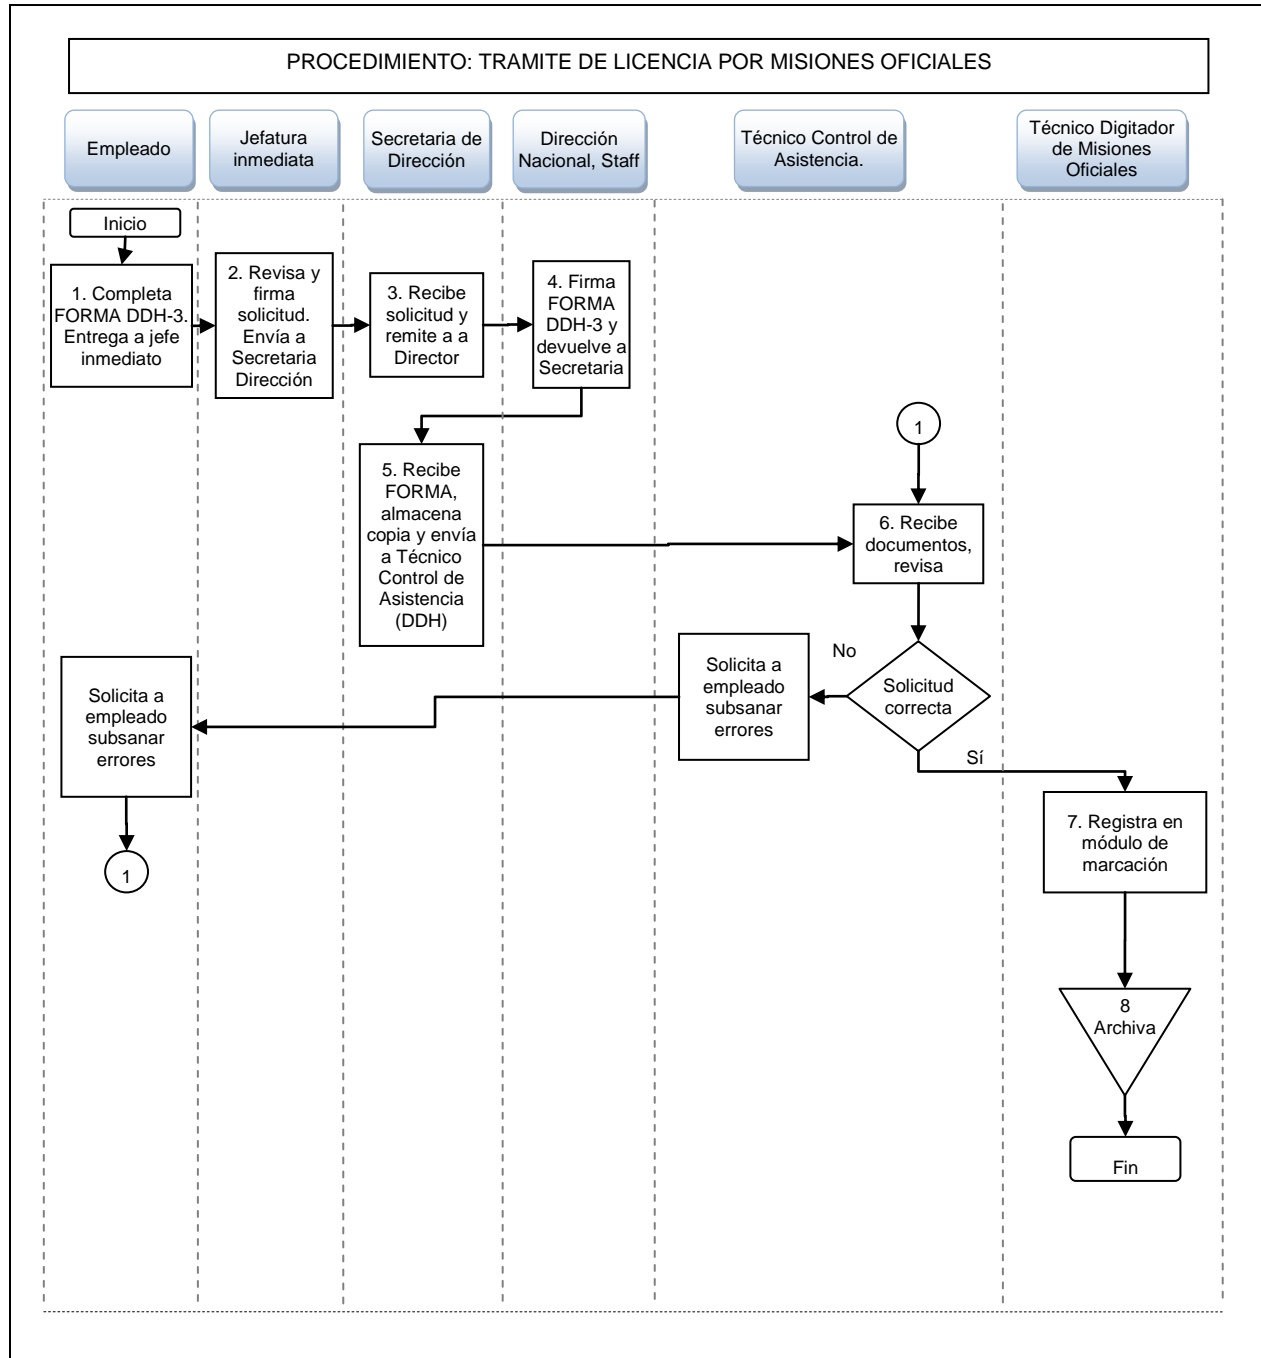 PROCEDIMIENTO: TRAMITE DE LICENCIA POR MISIONES OFICIALES
Empleado
Jefatura
inmediata
Secretaria de
Dirección
Dirección
Nacional, Staff
Técnico Control de
Asistencia.
Técnico Digitador
de Misiones
Oficiales
Inicio
1. Completa
FORMA DDH-3.
Entrega a jefe
inmediato
2. Revisa y
firma
solicitud.
Envía a
Secretaria
Dirección
3. Recibe
solicitud y
remite a a
Director
4. Firma
FORMA
DDH-3 y
devuelve a
Secretaria
5. Recibe
FORMA,
almacena
copia y envía
a Técnico
Control de
Asistencia
(DDH)
1
6. Recibe
documentos,
revisa
Solicitud
correcta
No
Solicita a
empleado
subsanar
errores
Solicita a
empleado
subsanar
errores
1
Sí
7. Registra en
módulo de
marcación
8
Archiva
Fin